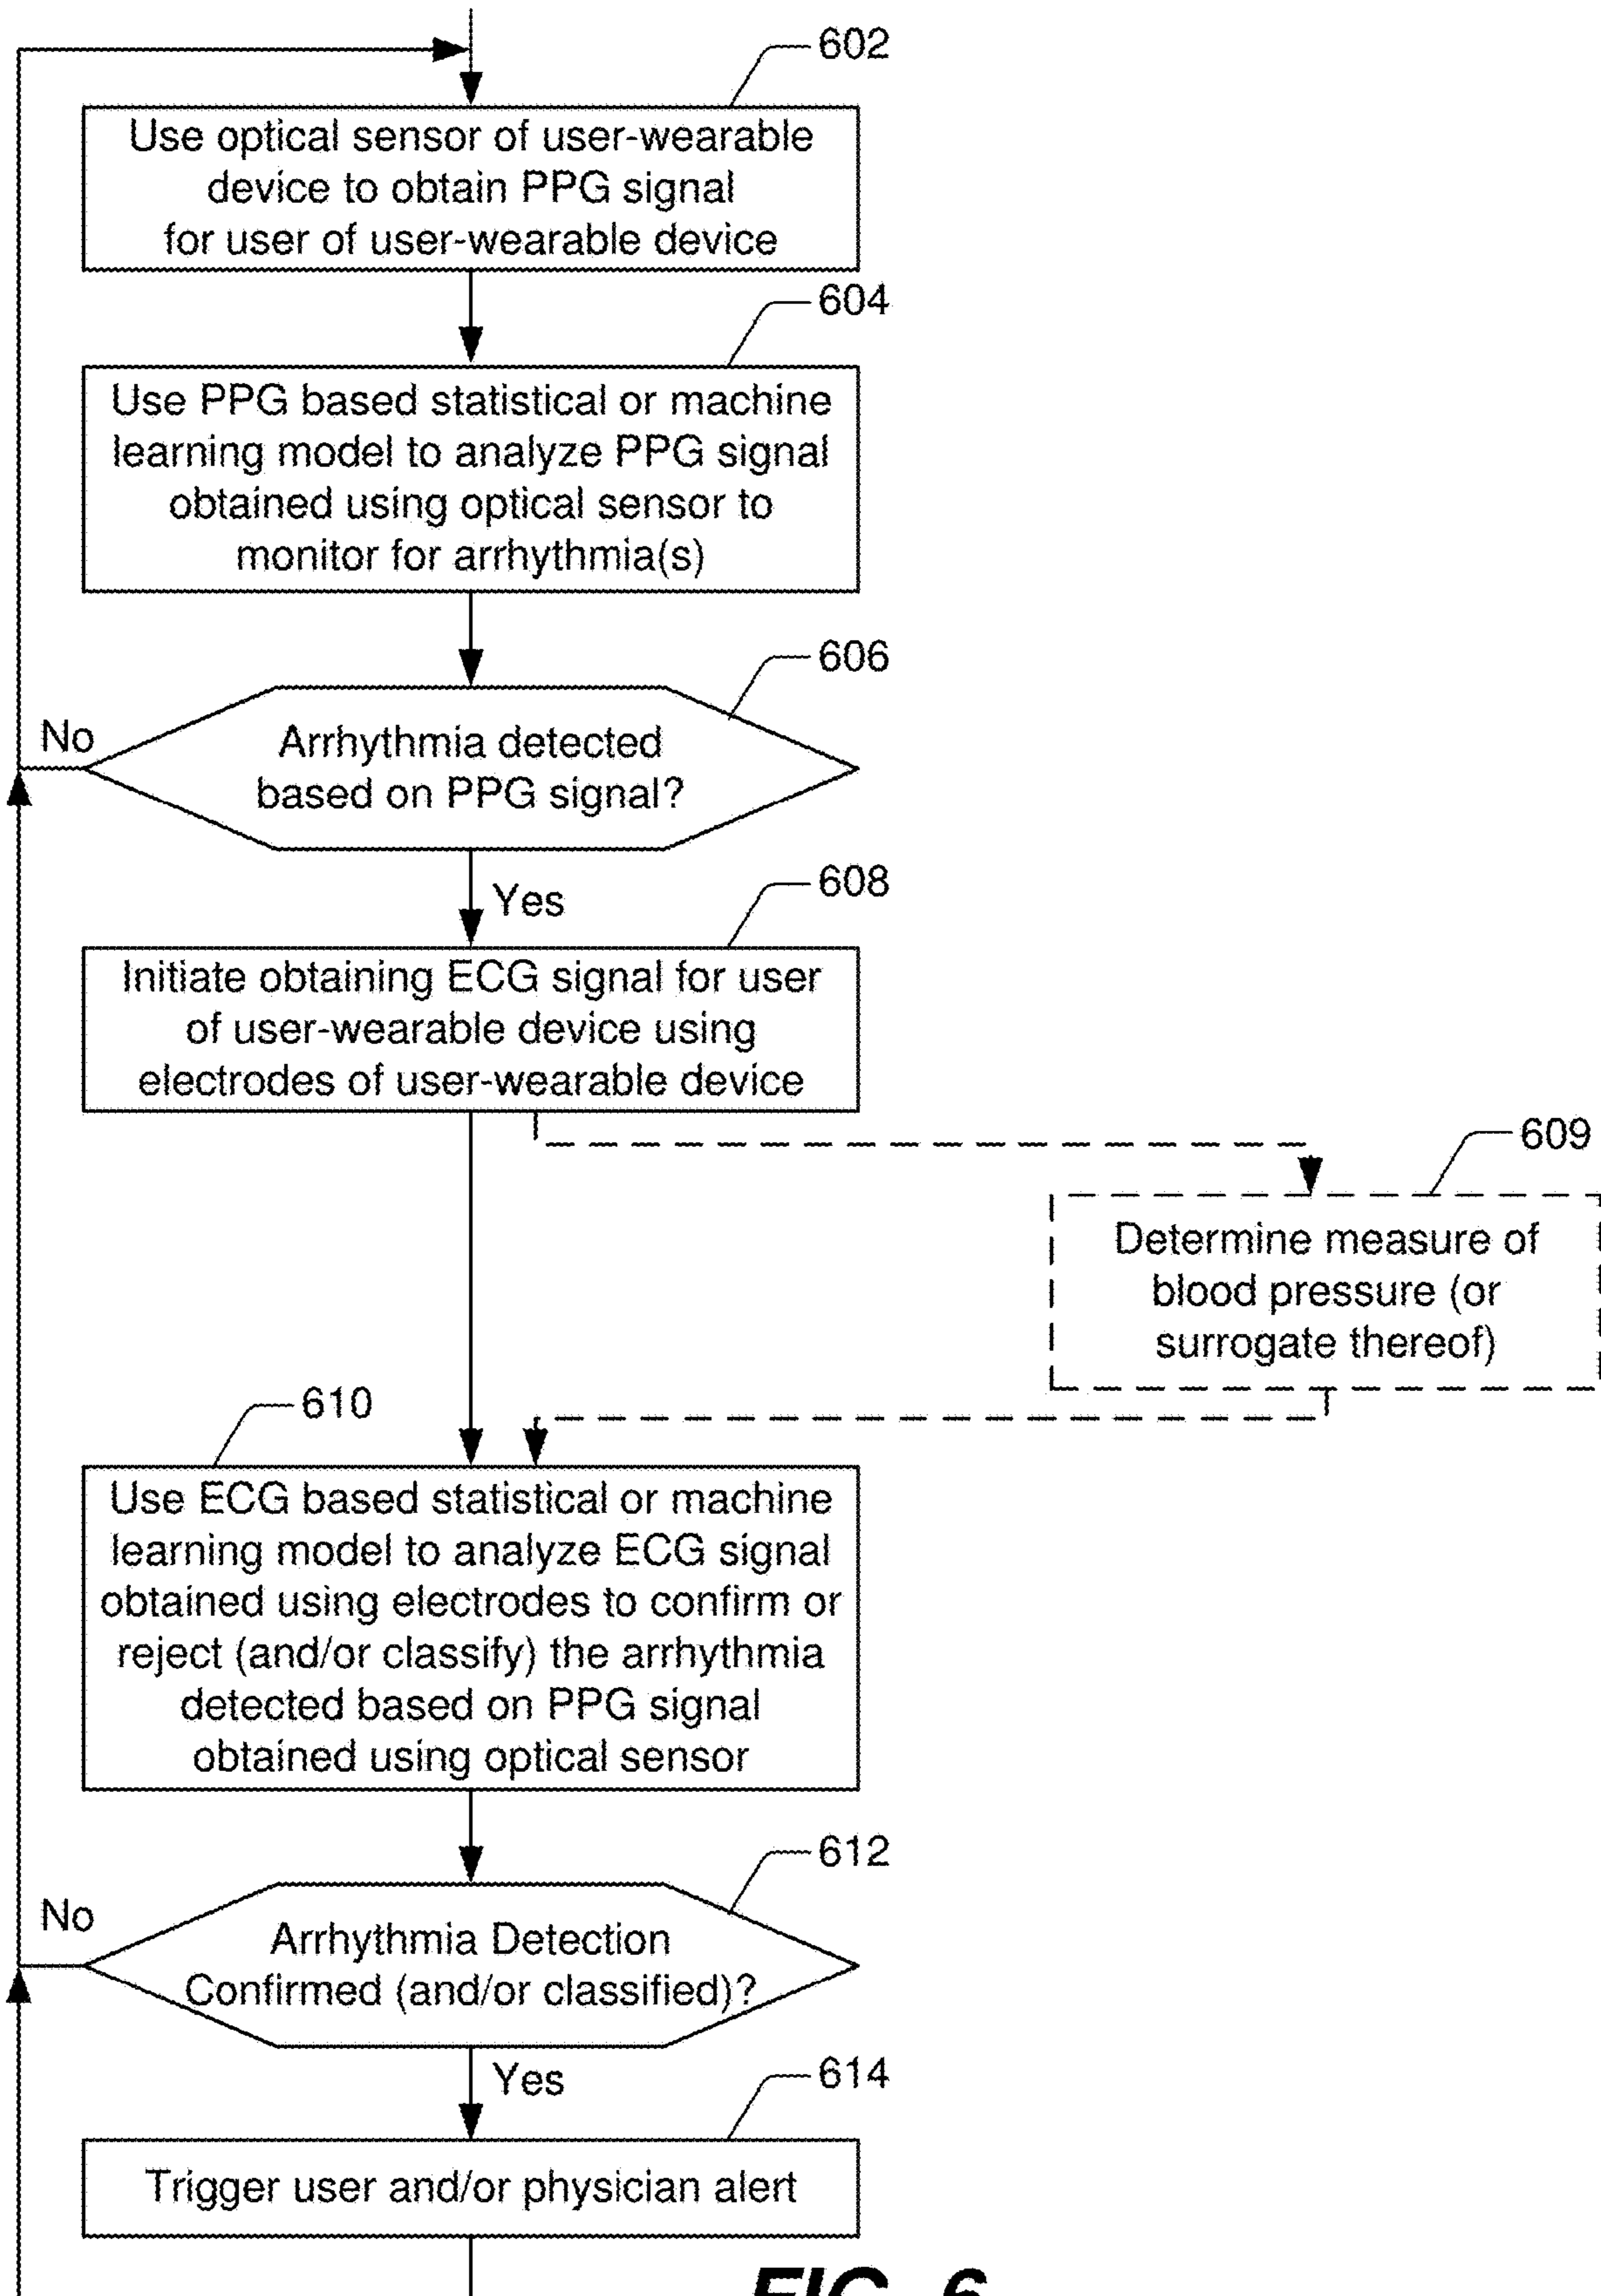 602
Use optical sensor of user-wearable
device to obtain PPG signal
for user of user-wearable device
604
Use PPG based statistical or machine
learning model to analyze PPG signal
obtained using optical sensor to
monitor for arrhythmia(s)
606
No
Arrhythmia detected
based on PPG signal?
Yes
608
Initiate obtaining ECG signal for user
of user-wearable device using
electrodes of user-wearable device
609
Determine measure of
blood pressure (or
surrogate thereof)
610
Use ECG based statistical or machine
learning model to analyze ECG signal
obtained using electrodes to confirm or
reject (and/or classify) the arrhythmia
detected based on PPG signal
obtained using optical sensor
612
No
Arrhythmia Detection
Confirmed (and/or classified)?
Yes
614
Trigger user and/or physician alert
FIG. 6